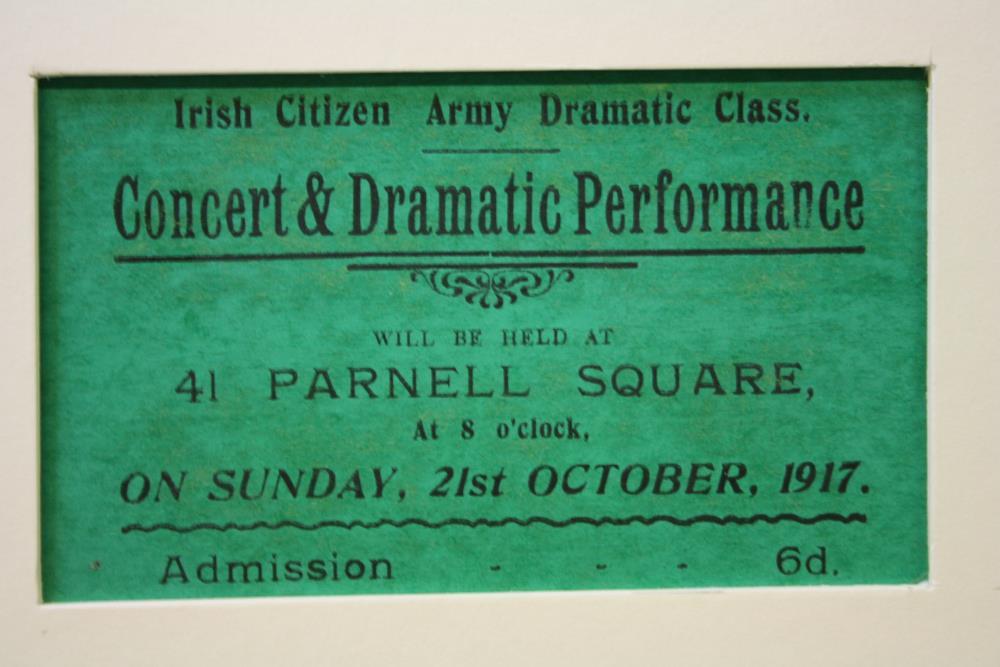 Irish Citizen Army Dramatic Class.
Concert & Dramatic Performance
WILL BE HELD AT
41 PARNELL SQUARE,
At 8 o'clock,
ON SUNDAY, 21st OCTOBER, 1917.
Admission - - - 6d.